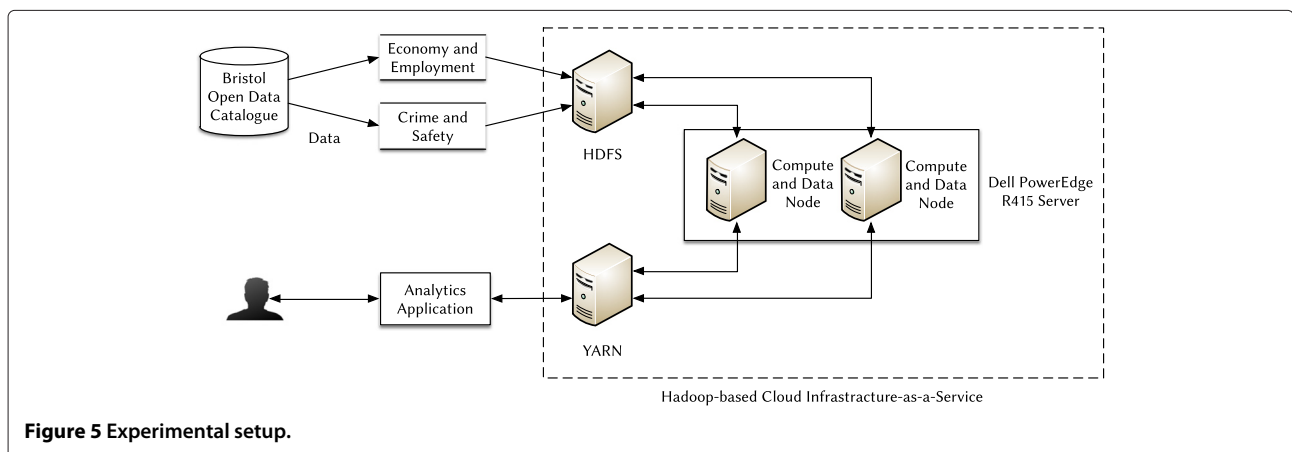 Bristol
Open Data
Catalogue
Data
Economy and
Employment
Crime and
Safety
HDFS
Compute
and Data
Node
Compute
and Data
Node
Dell PowerEdge
R415 Server
Analytics
Application
YARN
Hadoop-based Cloud Infrastracture-as-a-Service
Figure 5 Experimental setup.